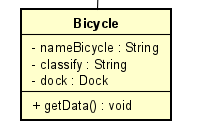 Bicycle
- nameBicycle : String
- classify : String
- dock : Dock
+ getData() : void